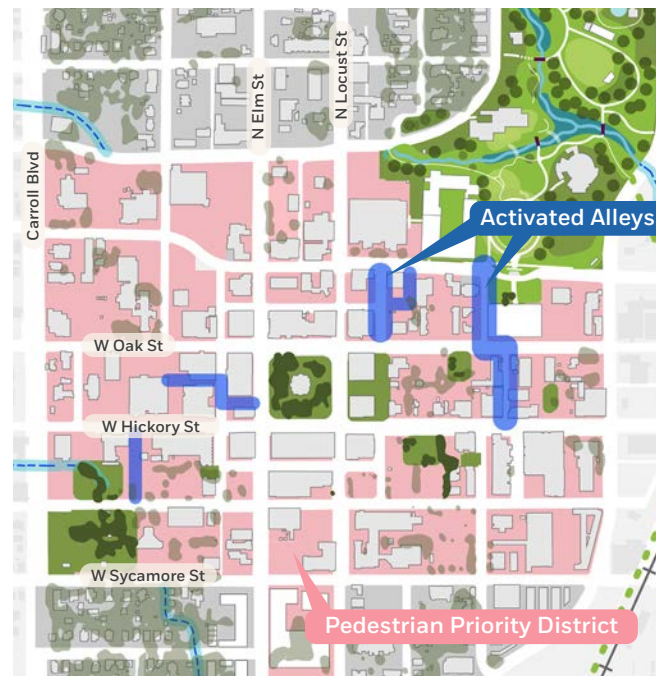 N Elm St
N Locust St
Carroll Blvd
Activated Alleys
W Oak St
W Hickory St
W Sycamore St
Pedestrian Priority District